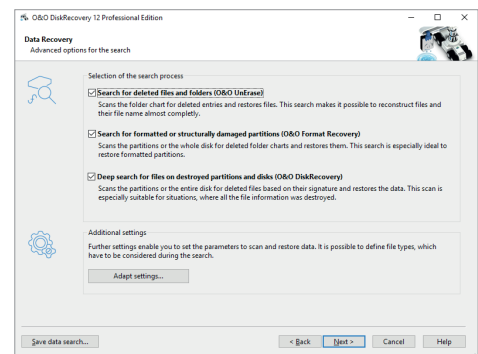 O&O DiskRecovery 12 Professional Edition
Data Recovery
Advanced options for the search
Selection of the search process
Search for deleted files and folders (O&O UnErase)
Scans the folder chart for deleted entries and restores files. This search makes it possible to reconstruct files and
their file name almost completly.
Search for formatted or structurally damaged partitions (O&O Format Recovery)
Scans the partitions or the whole disk for deleted folder charts and restores them. This search is especially ideal to
restore formatted partitions.
Deep search for files on destroyed partitions and disks (O&O DiskRecovery)
Scans the partitions or the entire disk for deleted files based on their signature and restores the data. This scan is
especially suitable for situations, where all the file information was destroyed.
Additional settings
Further settings enable you to set the parameters to scan and restore data. It is possible to define file types, which
have to be considered during the search.
Adapt settings...
Save data search...
< Back
Next >
Cancel
Help